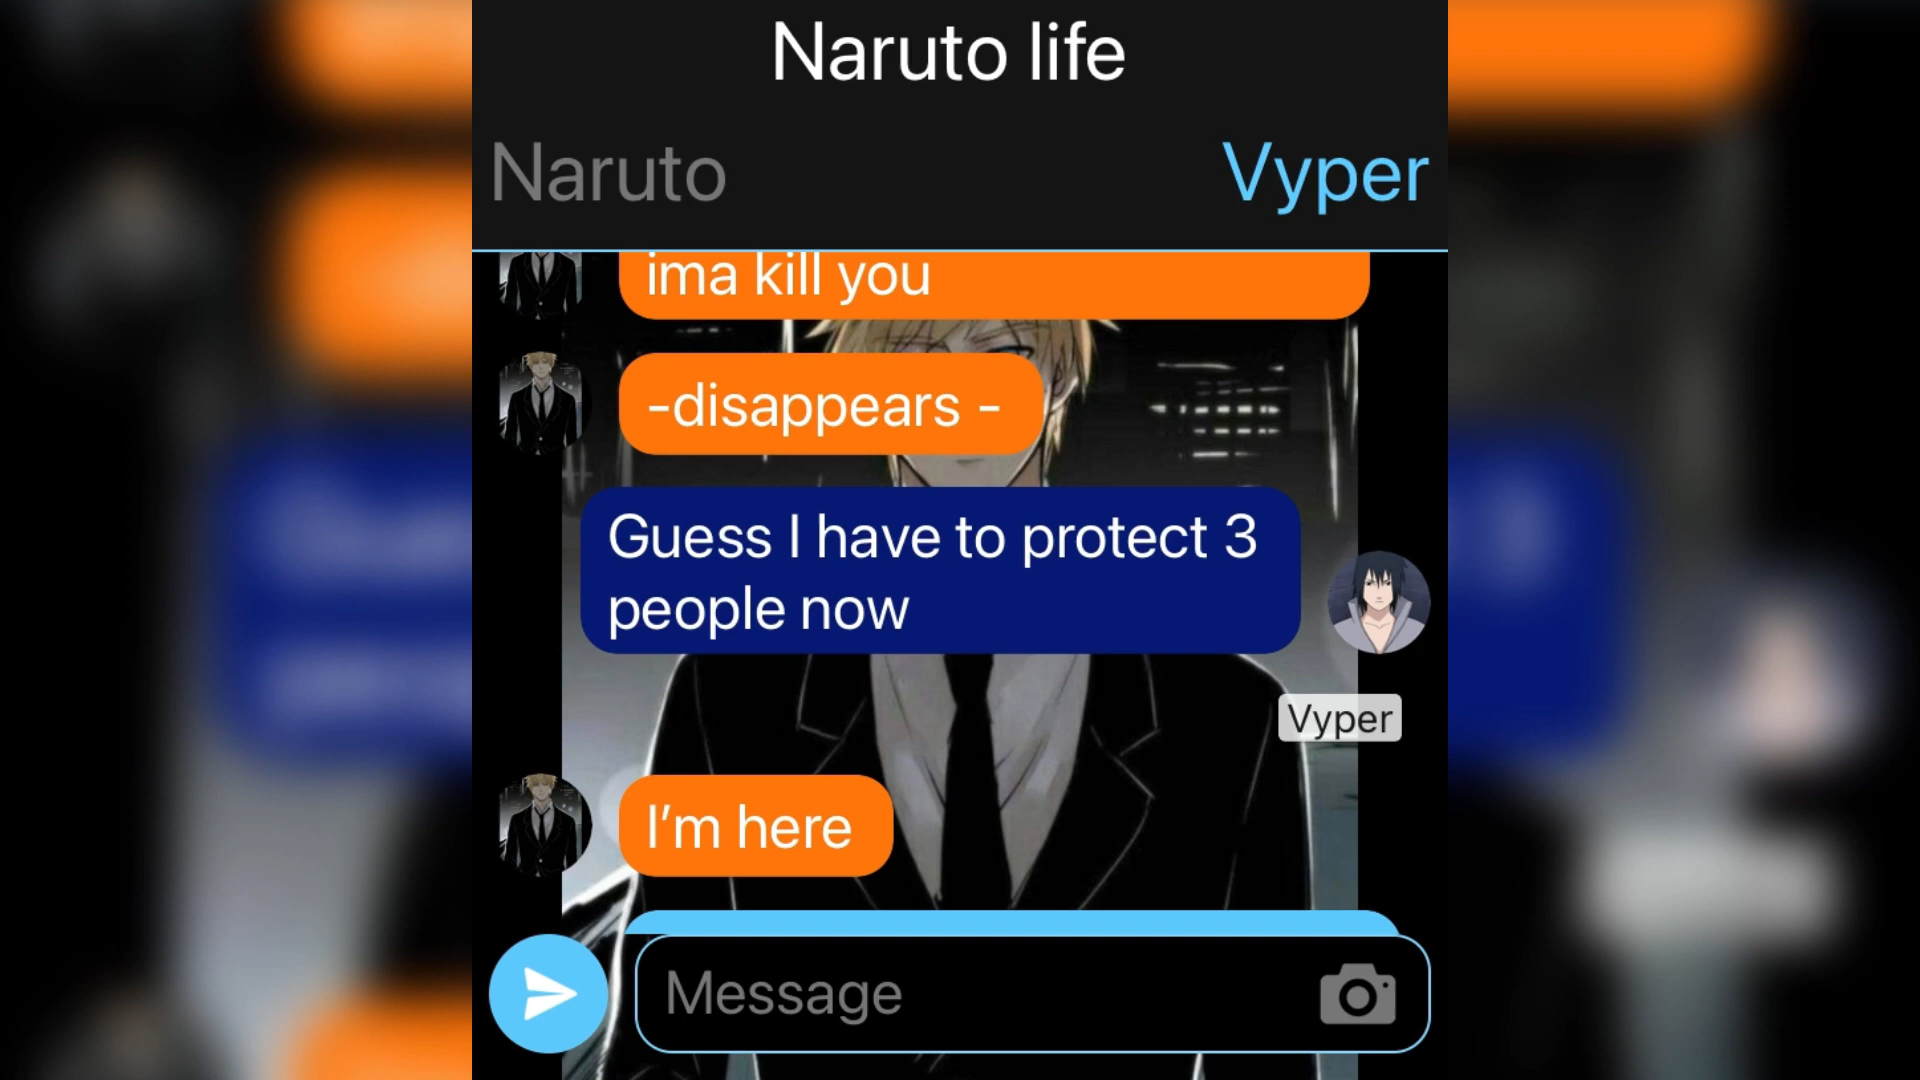 Naruto life
Naruto
Vyper
ima kill you
-disappears -
Guess I have to protect 3
people now
Vyper
I’m here
Message